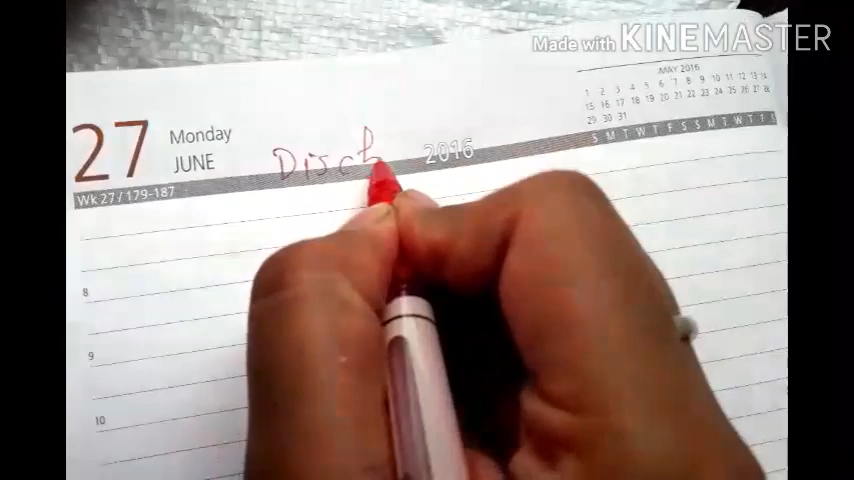 Made with KINEMASTER
MAY 2016
1 2 3 4 5 6 7 8 9 10 11 12 13 14
15 16 17 18 19 20 21 22 23 24 25 26 27 28
29 30 31
S M T W T F S S M T W T F
27 Monday
JUNE
Disch
2016
Wk 27 / 179-187
8
9
10